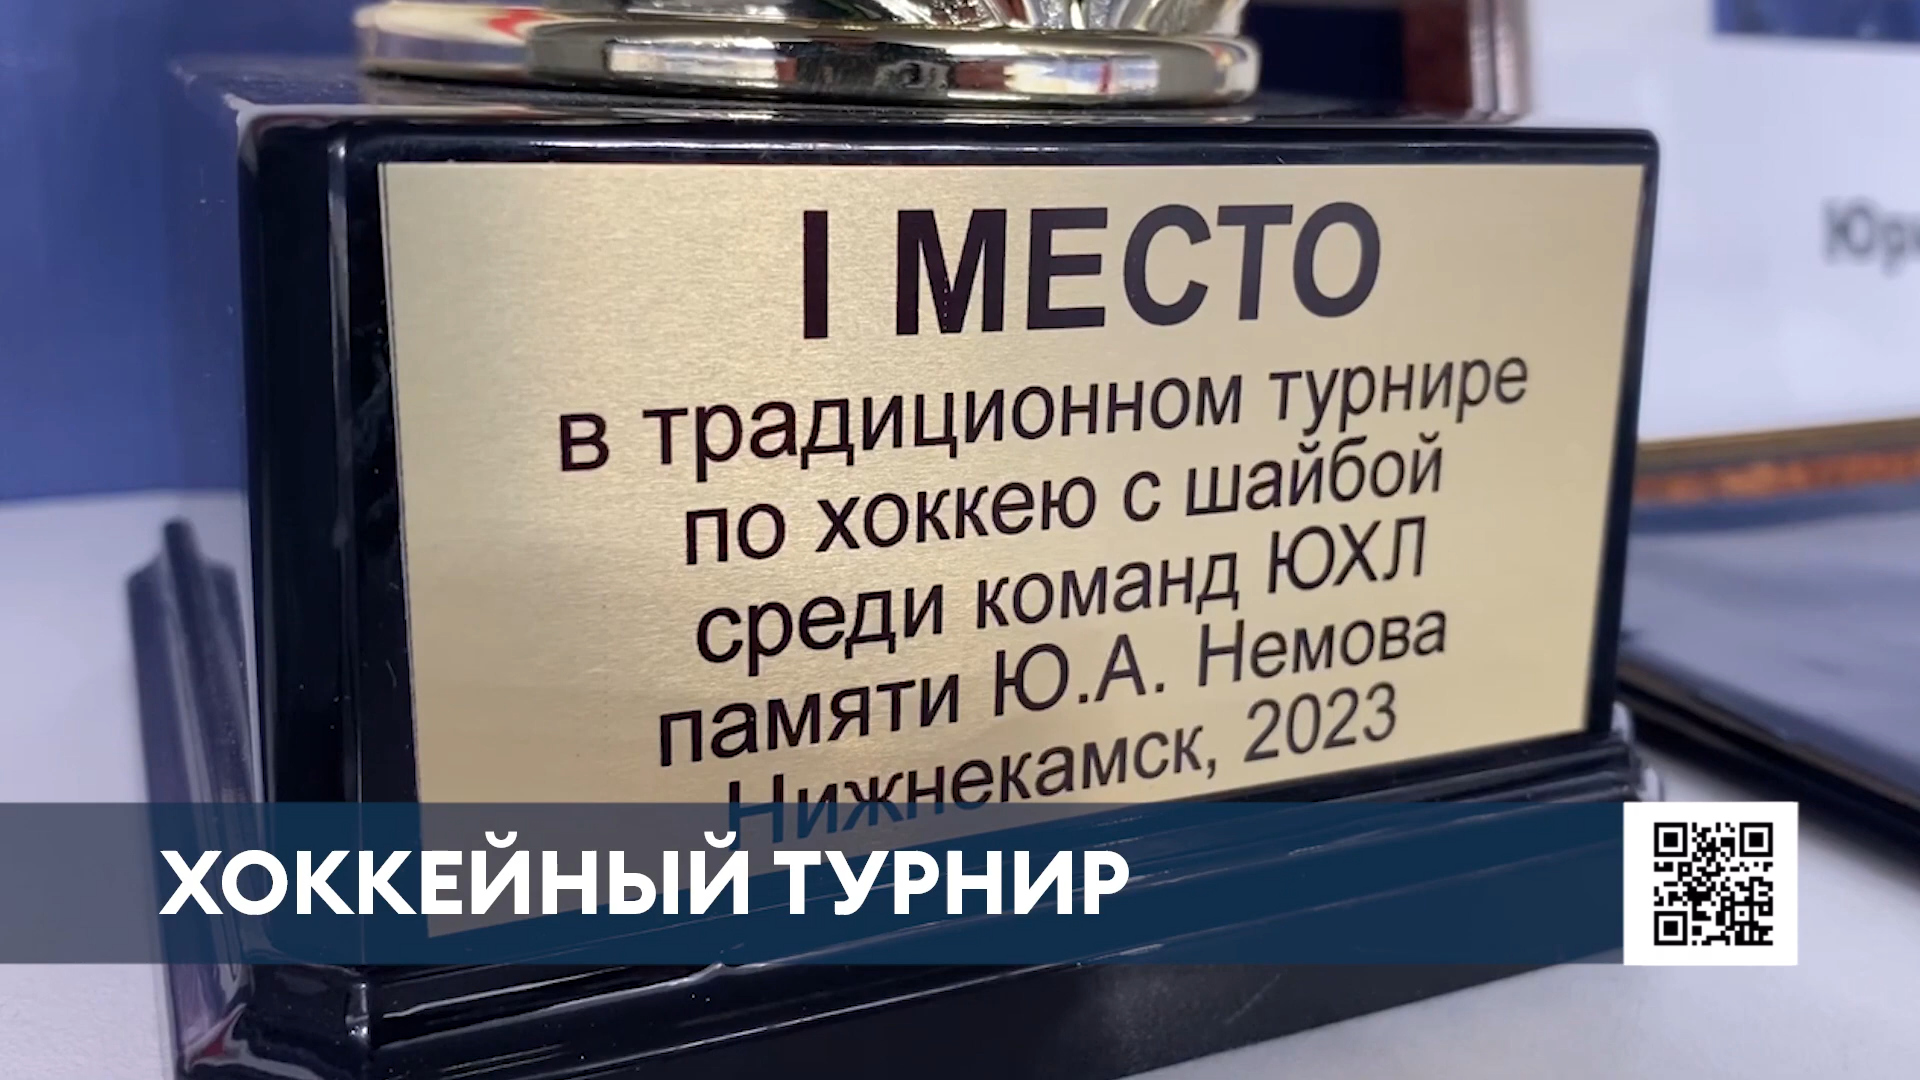 I МЕСТО
в традиционном турнире
по хоккею с шайбой
среди команд ЮХЛ
памяти Ю.А. Немова
Нижнекамск, 2023
ХОККЕЙНЫЙ ТУРНИР